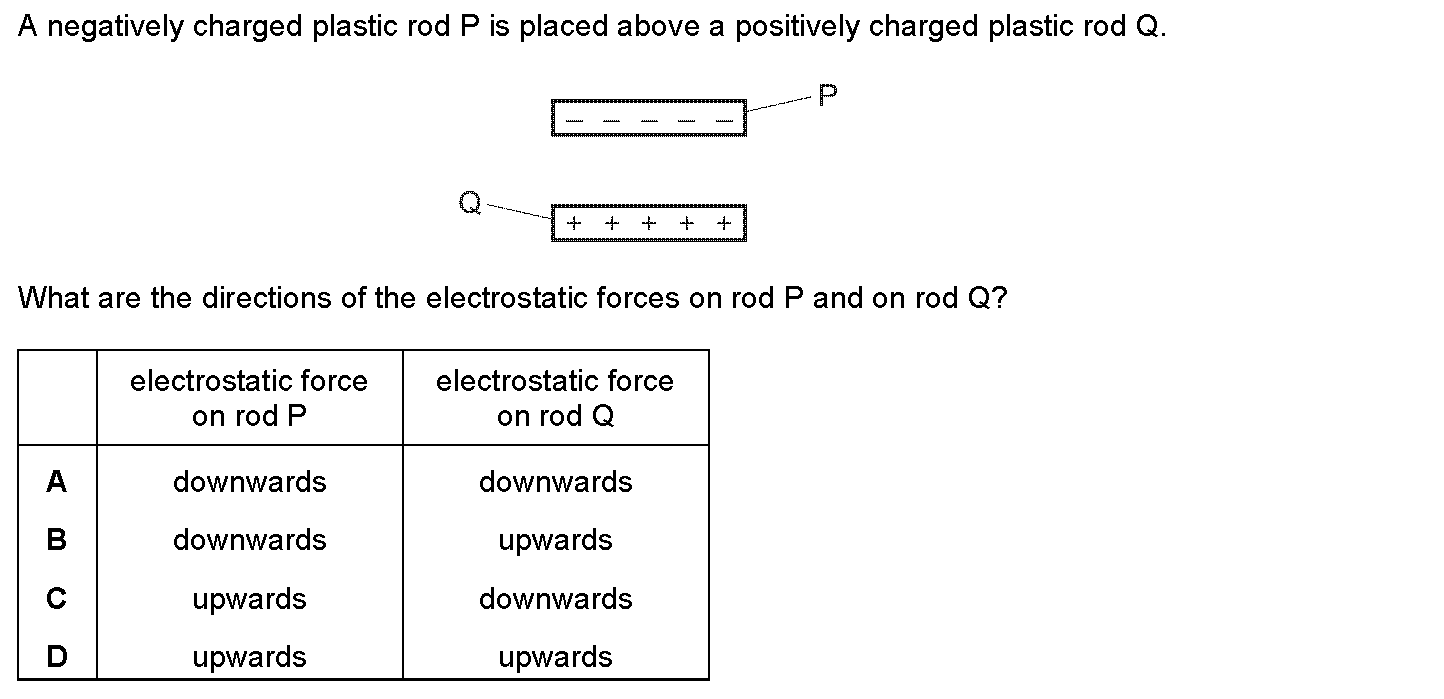 A negatively charged plastic rod P is placed above a positively charged plastic rod Q.
P
– – – – –
Q
+ + + + +
What are the directions of the electrostatic forces on rod P and on rod Q?
electrostatic force on rod P
electrostatic force on rod Q
A downwards downwards
B downwards upwards
C upwards downwards
D upwards upwards